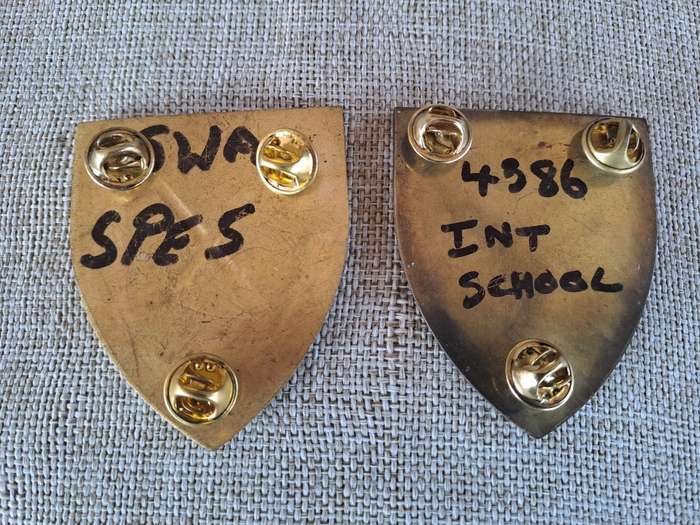 SWA
SPES
4386
INT
SCHOOL